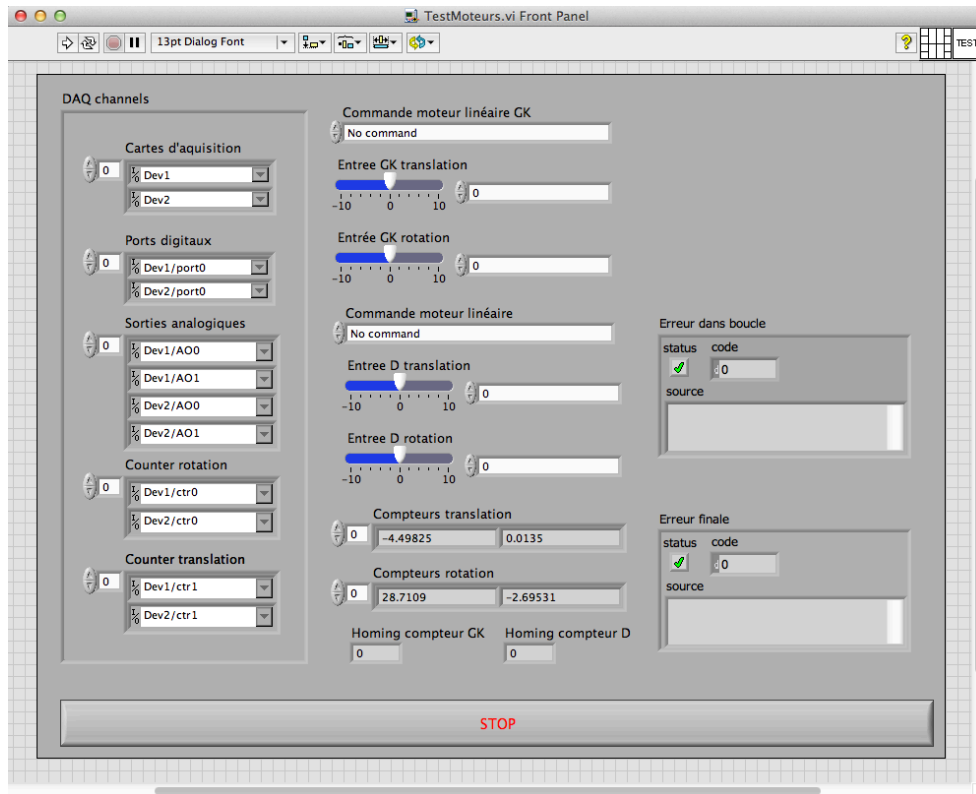 TestMoteurs.vi Front Panel
13pt Dialog Font
TEST
DAQ channels
Cartes d'aquisition
0
Dev1
Dev2
Ports digitaux
0
Dev1/port0
Dev2/port0
Sorties analogiques
0
Dev1/AO0
Dev1/AO1
Dev2/AO0
Dev2/AO1
Counter rotation
0
Dev1/ctr0
Dev2/ctr0
Counter translation
0
Dev1/ctr1
Dev2/ctr1
Commande moteur linéaire GK
No command
Entree GK translation
0
-10 0 10
Entrée GK rotation
0
-10 0 10
Commande moteur linéaire
No command
Entree D translation
0
-10 0 10
Entree D rotation
0
-10 0 10
Compteurs translation
0 -4.49825 0.0135
Compteurs rotation
0 28.7109 -2.69531
Homing compteur GK Homing compteur D
0 0
Erreur dans boucle
status code
0
source
Erreur finale
status code
0
source
STOP